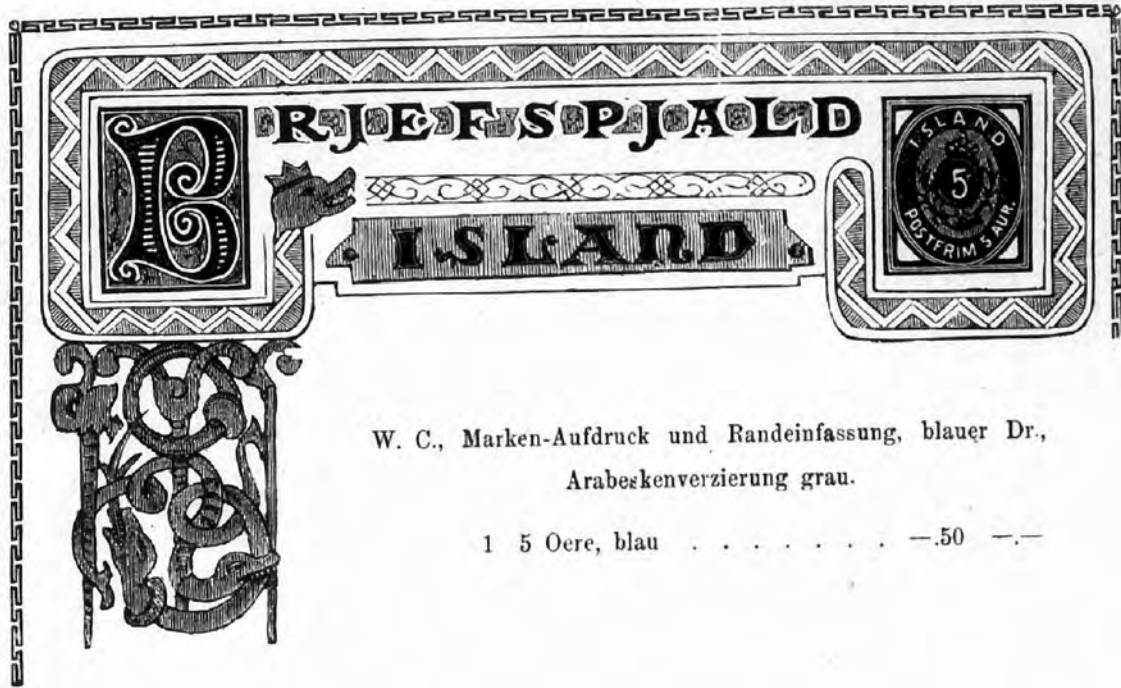 BRJEFSPJALD
ISLAND
ISLAND
5
POSTFRIM 5 AUR.
W. C., Marken-Aufdruck und Randeinfassung, blauer Dr.,
Arabeskenverzierung grau.
1 5 Oere, blau . . . . . . . —.50 —.—